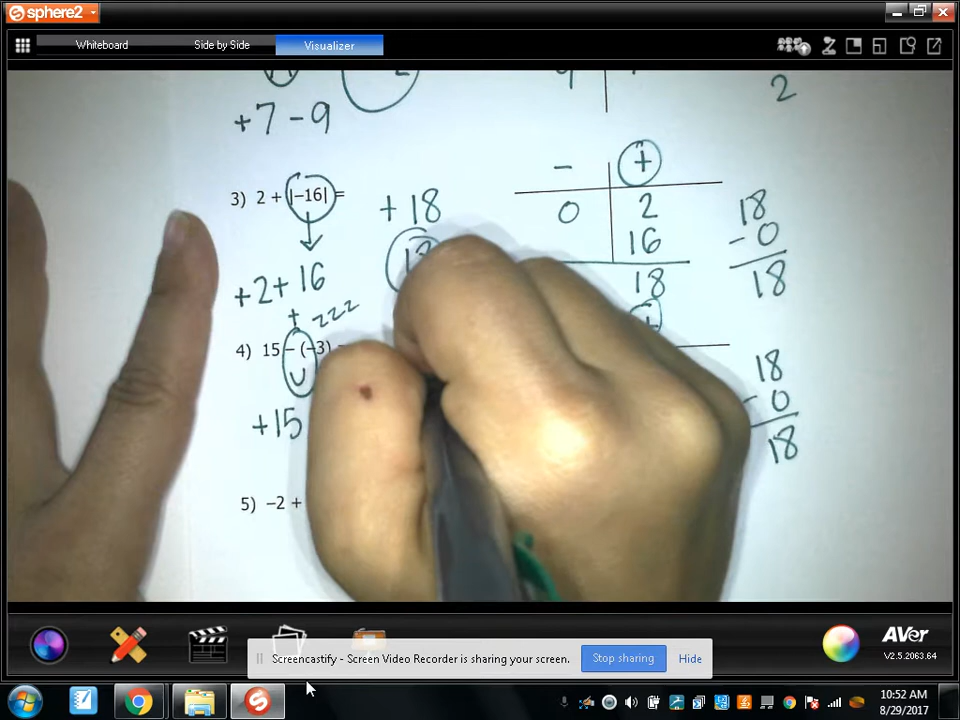 sphere2
Whiteboard
Side by Side
Visualizer
+7 - 9
2
3) 2 + |-16| =
+ 18
- +
0 2
16
18
18
- 0
18
+2 + 16
+
4) 15 - (-3)
+15
18
- 0
18
5) -2 +
Screencastify - Screen Video Recorder is sharing your screen.
Stop sharing
Hide
AVer
V2.5.2063.64
10:52 AM
8/29/2017